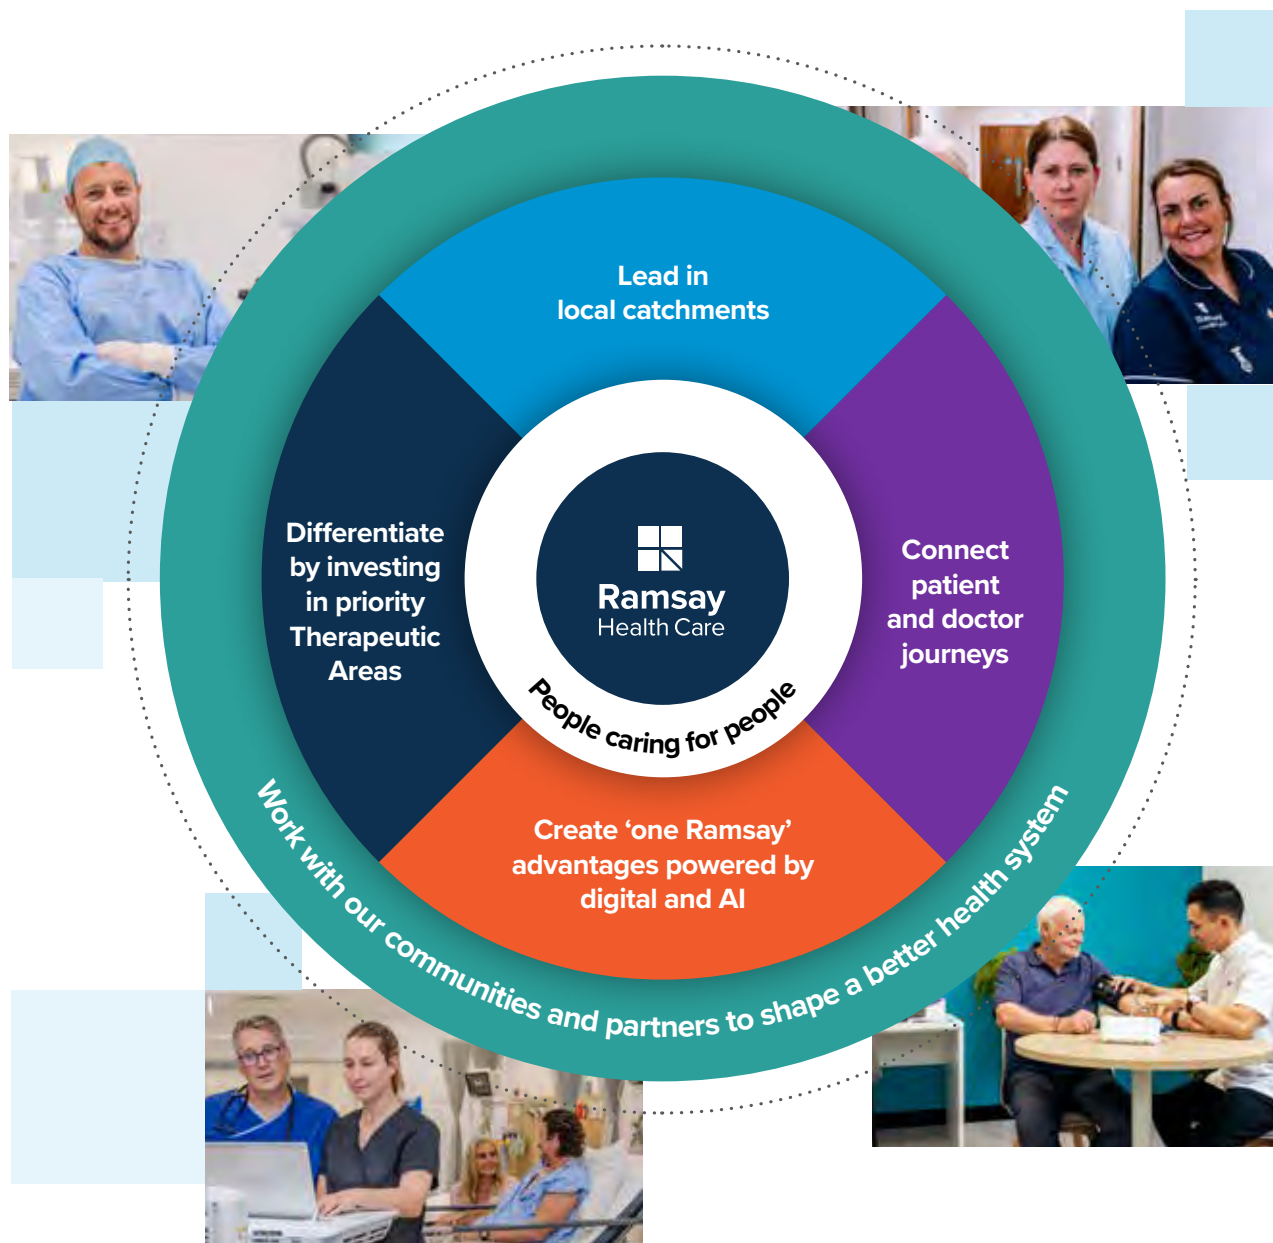 Lead in
local catchments
Differentiate
by investing
in priority
Therapeutic
Areas
Ramsay
Health Care
People caring for people
Connect
patient
and doctor
journeys
Create ‘one Ramsay’
advantages powered by
digital and AI
Work with our communities and partners to shape a better health system